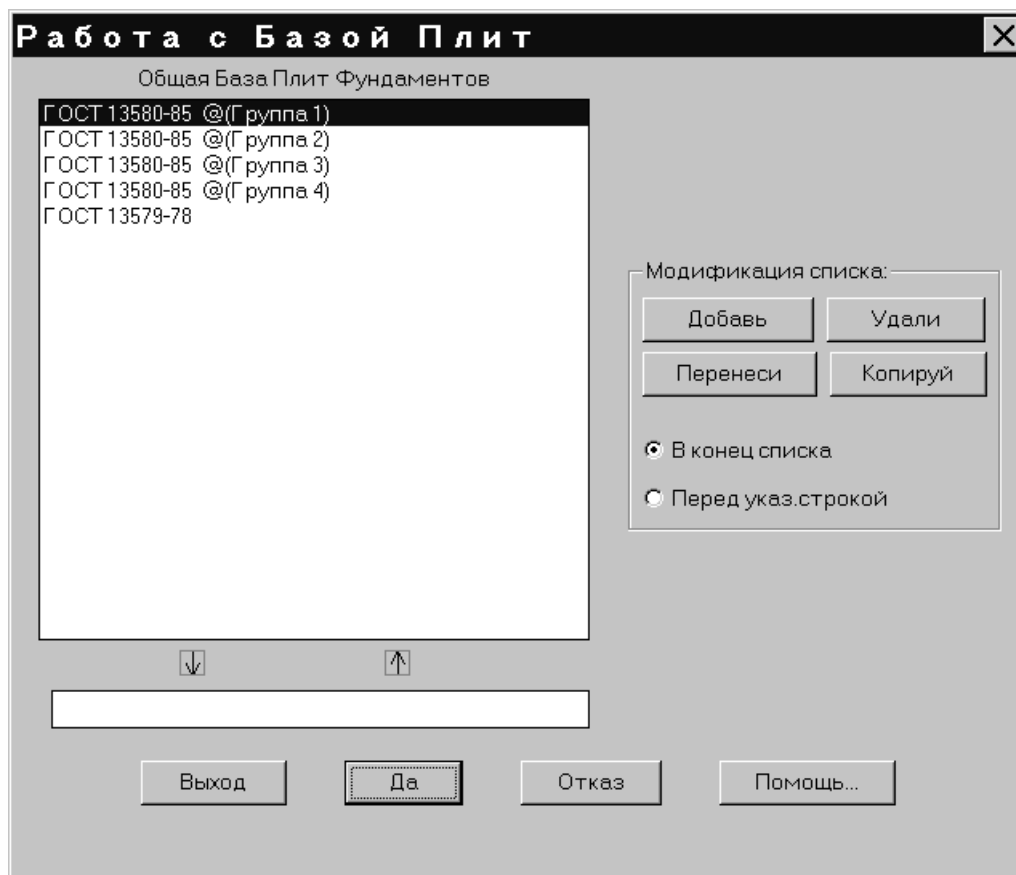 Работа с Базой Плит
Общая База Плит Фундаментов
ГОСТ 13580-85 @(Группа 1)
ГОСТ 13580-85 @(Группа 2)
ГОСТ 13580-85 @(Группа 3)
ГОСТ 13580-85 @(Группа 4)
ГОСТ 13579-78
Модификация списка:
Добавь Удали
Перенеси Копируй
В конец списка
Перед указ.строкой
Выход Да Отказ Помощь...